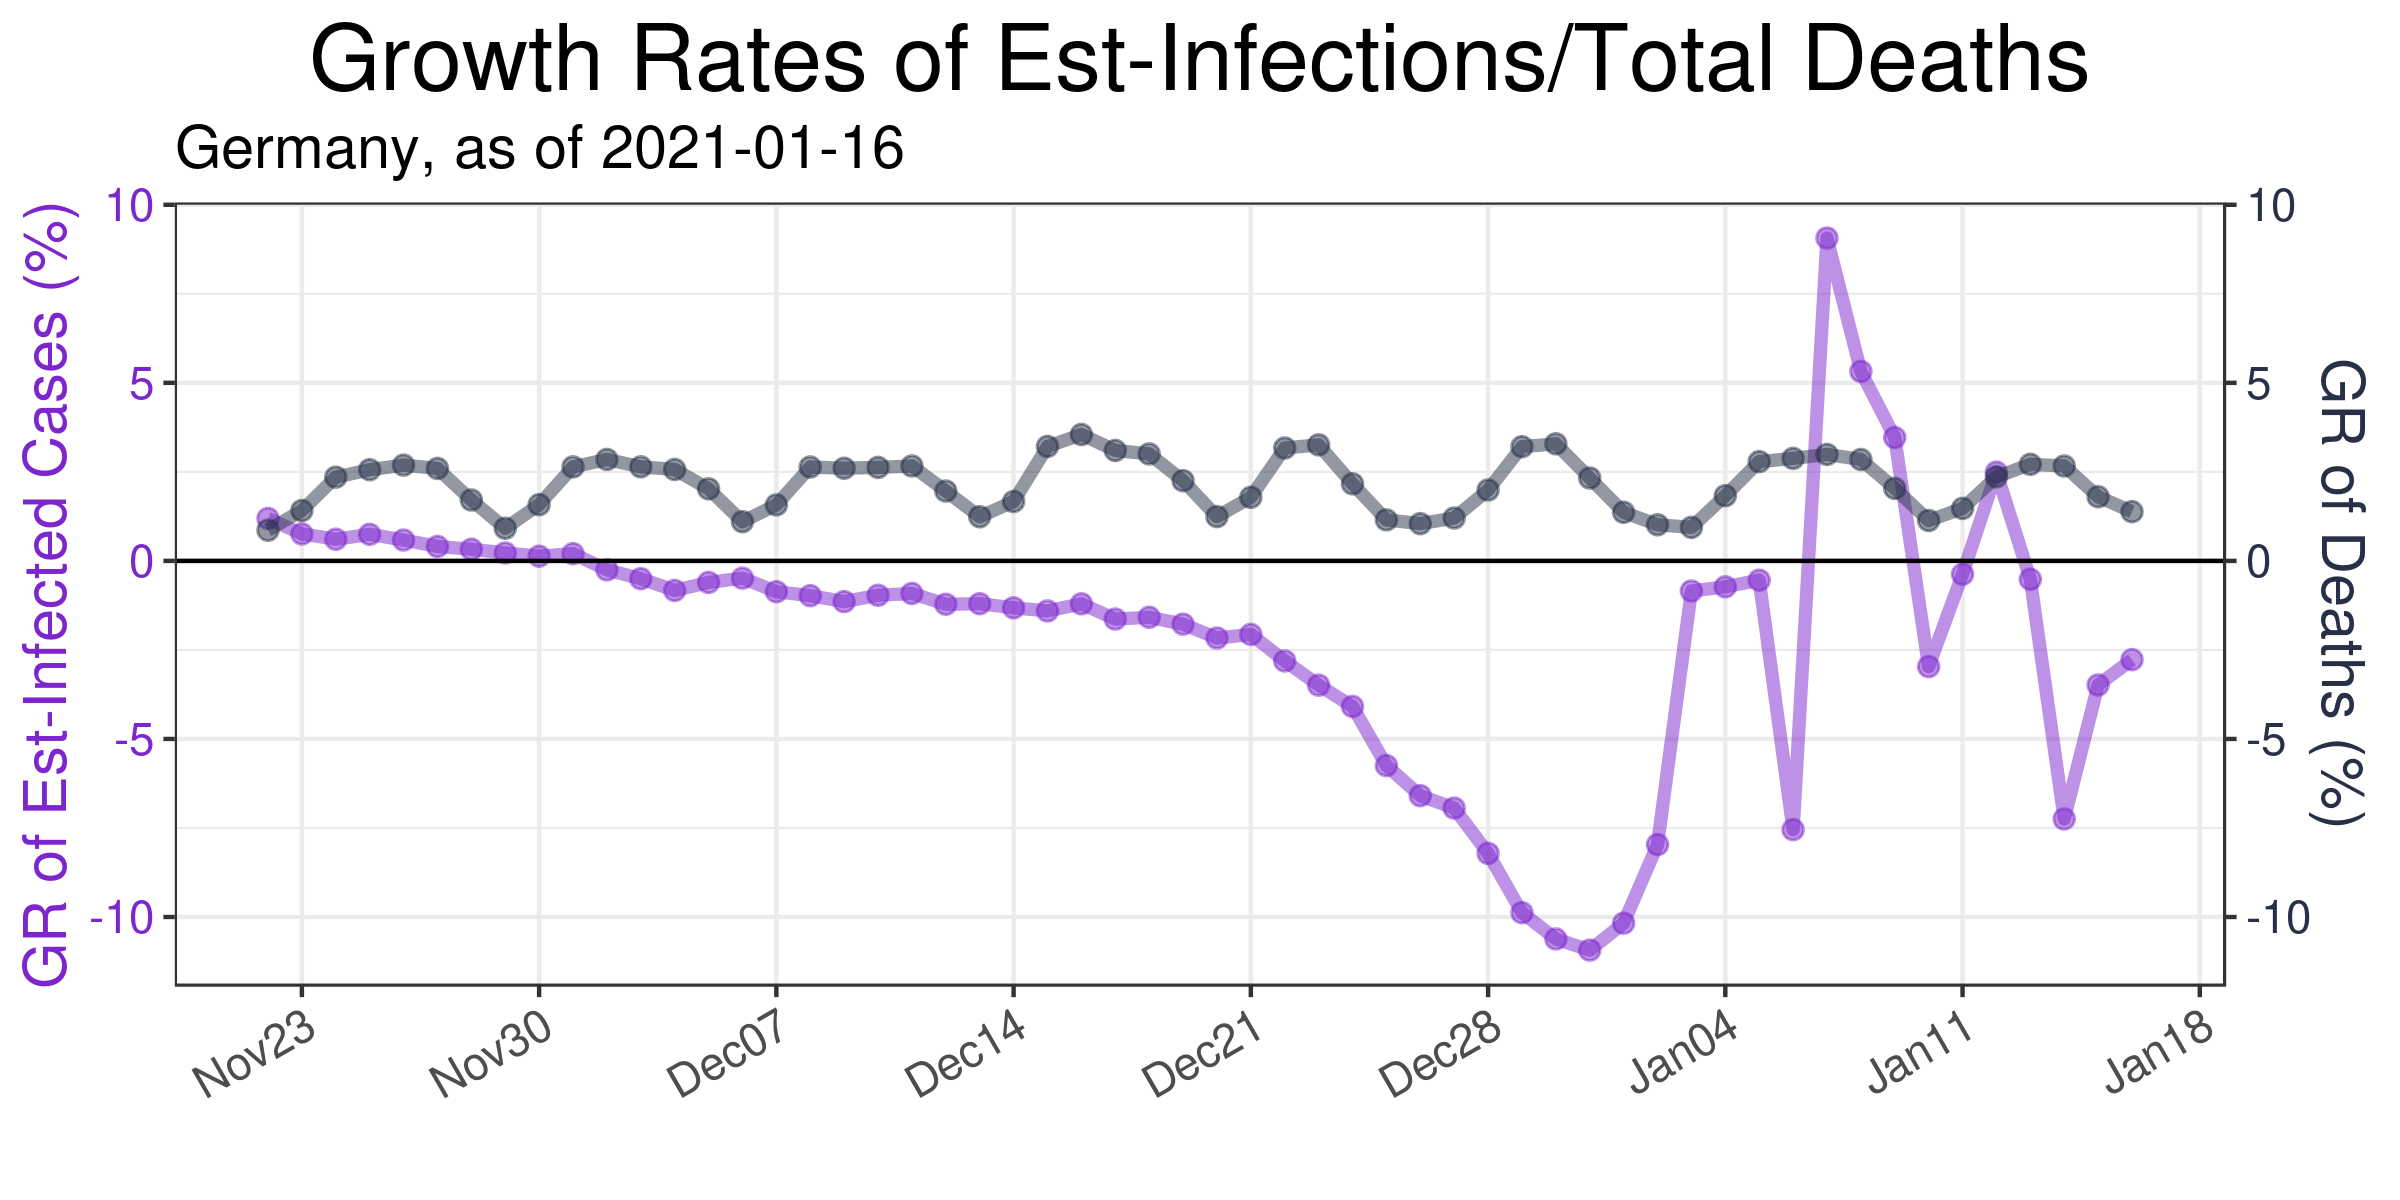 Growth Rates of Est-Infections/Total Deaths
Germany, as of 2021-01-16
GR of Est-Infected Cases (%)
10
5
0
-5
-10
10
5
0
-5
-10
GR of Deaths (%)
Nov23
Nov30
Dec07
Dec14
Dec21
Dec28
Jan04
Jan11
Jan18